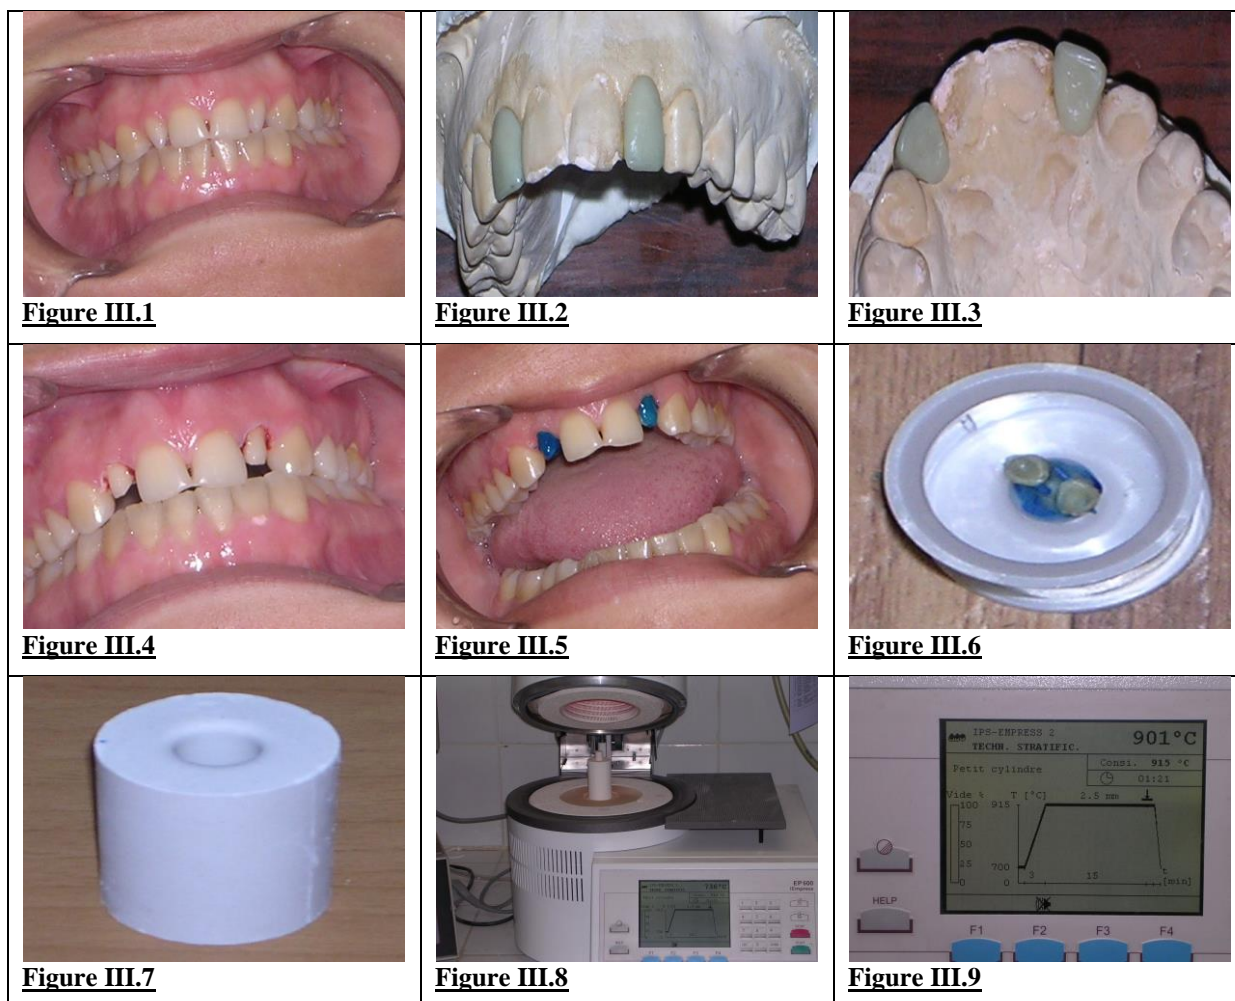 Figure III.1
Figure III.2
Figure III.3
Figure III.4
Figure III.5
Figure III.6
Figure III.7
EP 600
Figure III.8
IPS-EMPRESS 2
901°C
TECHN. STRATIFIC.
Consi. 915 °C
Petit cylindre
01:21
Vide %
T [°C]
2.5 mm
100
915
75
50
25
700
0
0
3
15
t
[min]
HELP
F1
F2
F3
F4
Figure III.9